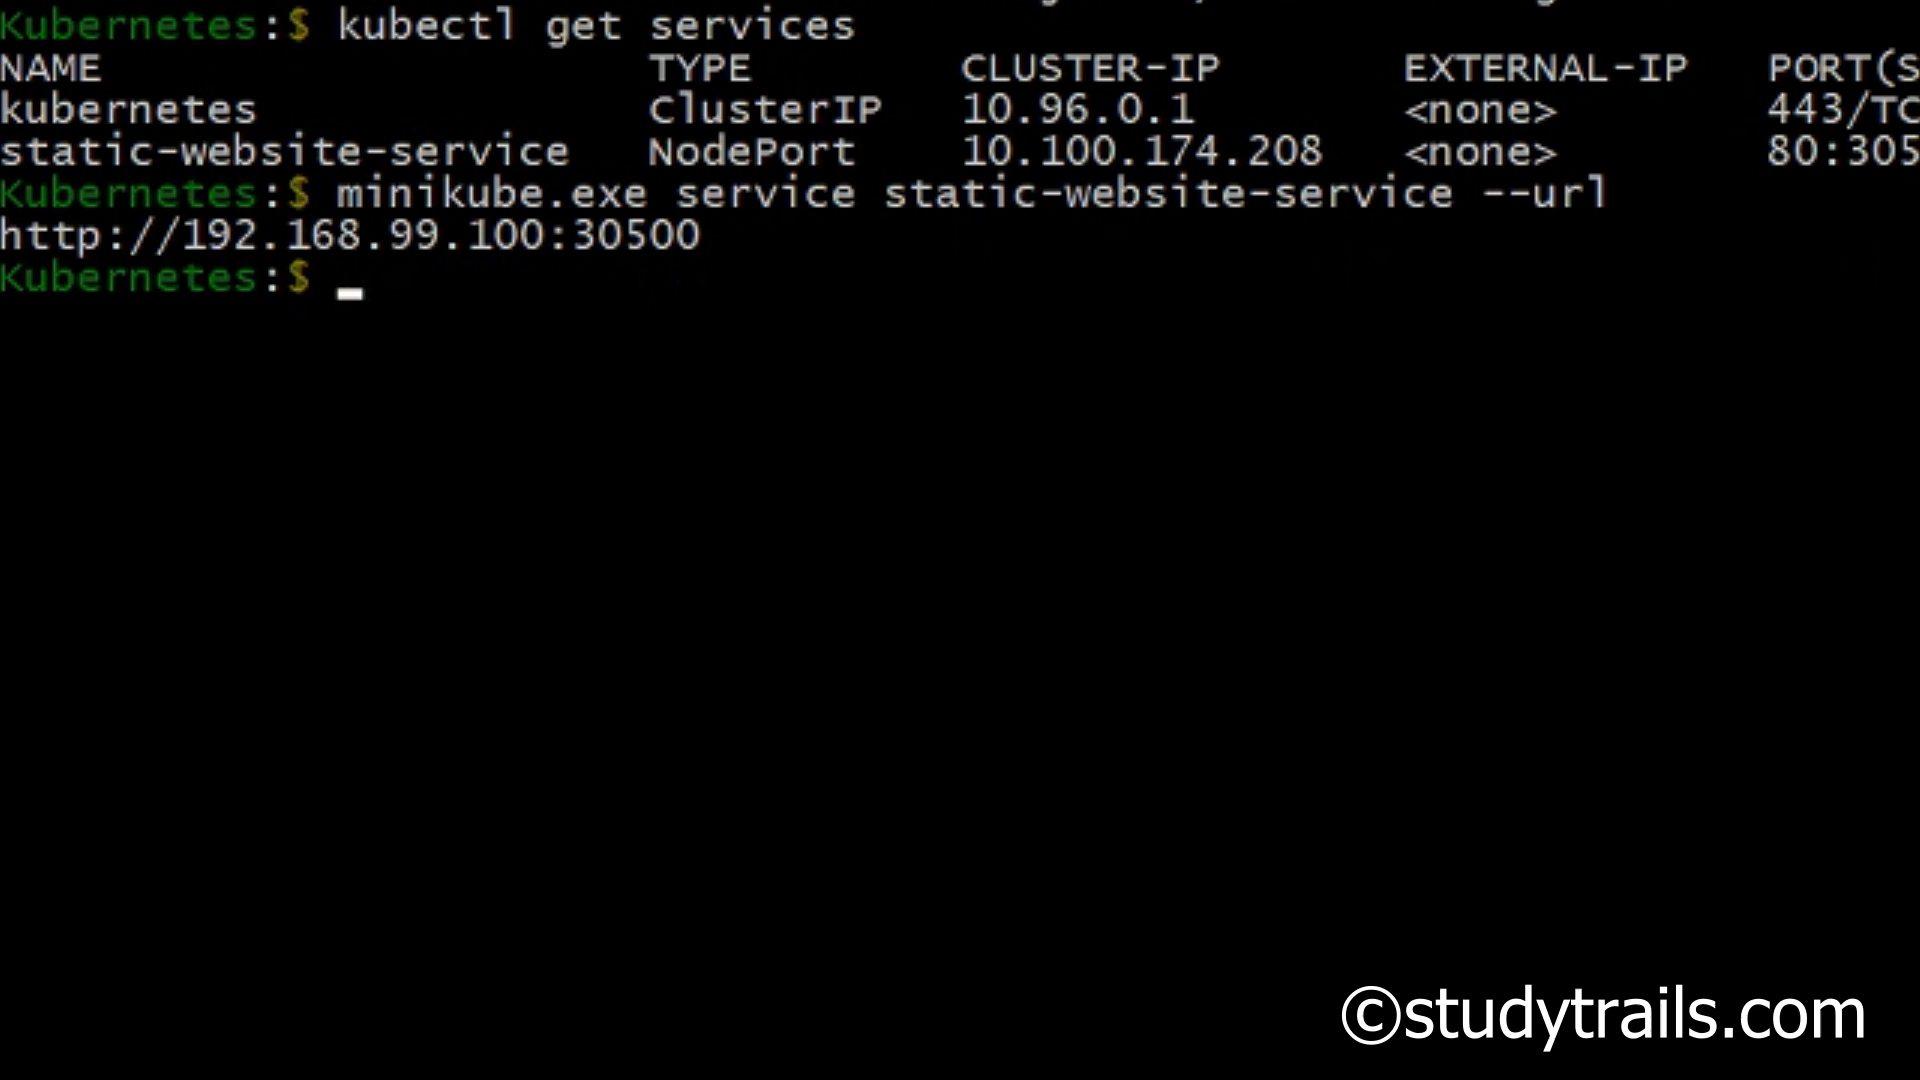 Kubernetes:$ kubectl get services
NAME TYPE CLUSTER-IP EXTERNAL-IP PORT(S
kubernetes ClusterIP 10.96.0.1 <none> 443/TC
static-website-service NodePort 10.100.174.208 <none> 80:305
Kubernetes:$ minikube.exe service static-website-service --url
http://192.168.99.100:30500
Kubernetes:$
©studytrails.com